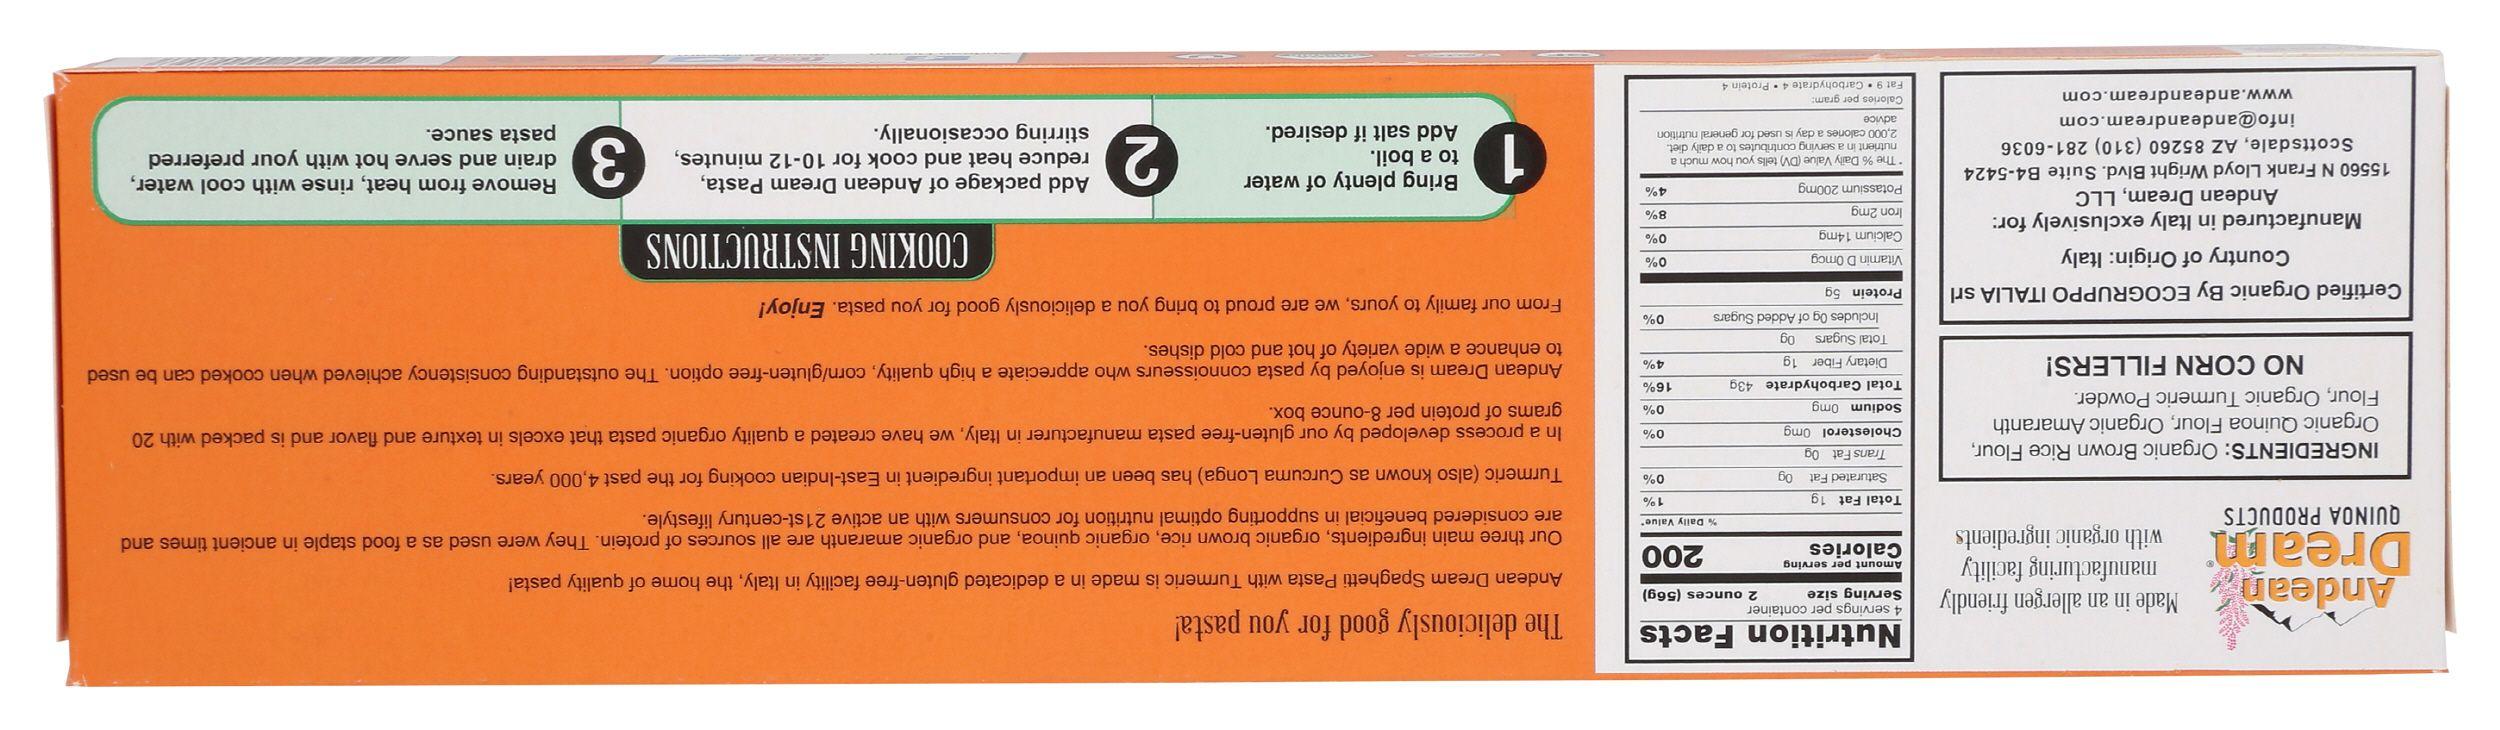 Andean
Dream®
QUINOA PRODUCTS
Made in an allergen friendly
manufacturing facility
with organic ingredients
INGREDIENTS: Organic Brown Rice Flour,
Organic Quinoa Flour, Organic Amaranth
Flour, Organic Turmeric Powder.
NO CORN FILLERS!
Certified Organic By ECOGRUPPO ITALIA srl
Country of Origin: Italy
Manufactured in Italy exclusively for:
Andean Dream, LLC
15560 N Frank Lloyd Wright Blvd. Suite B4-5424
Scottsdale, AZ 85260 (310) 281-6036
info@andeandream.com
www.andeandream.com
Nutrition Facts
4 servings per container
Serving size 2 ounces (56g)
Amount per serving
Calories 200
% Daily Value*
Total Fat 1g 1%
Saturated Fat 0g 0%
Trans Fat 0g
Cholesterol 0mg 0%
Sodium 0mg 0%
Total Carbohydrate 43g 16%
Dietary Fiber 1g 4%
Total Sugars 0g
Includes 0g of Added Sugars 0%
Protein 5g
Vitamin D 0mcg 0%
Calcium 14mg 0%
Iron 2mg 8%
Potassium 200mg 4%
* The % Daily Value (DV) tells you how much a
nutrient in a serving contributes to a daily diet.
2,000 calories a day is used for general nutrition
advice
Calories per gram:
Fat 9 • Carbohydrate 4 • Protein 4
The deliciously good for you pasta!
Andean Dream Spaghetti Pasta with Turmeric is made in a dedicated gluten-free facility in Italy, the home of quality pasta!
Our three main ingredients, organic brown rice, organic quinoa, and organic amaranth are all sources of protein. They were used as a food staple in ancient times and
are considered beneficial in supporting optimal nutrition for consumers with an active 21st-century lifestyle.
Turmeric (also known as Curcuma Longa) has been an important ingredient in East-Indian cooking for the past 4,000 years.
In a process developed by our gluten-free pasta manufacturer in Italy, we have created a quality organic pasta that excels in texture and flavor and is packed with 20
grams of protein per 8-ounce box.
Andean Dream is enjoyed by pasta connoisseurs who appreciate a high quality, corn/gluten-free option. The outstanding consistency achieved when cooked can be used
to enhance a wide variety of hot and cold dishes.
From our family to yours, we are proud to bring you a deliciously good for you pasta. Enjoy!
COOKING INSTRUCTIONS
1
Bring plenty of water
to a boil.
Add salt if desired.
2
Add package of Andean Dream Pasta,
reduce heat and cook for 10-12 minutes,
stirring occasionally.
3
Remove from heat, rinse with cool water,
drain and serve hot with your preferred
pasta sauce.